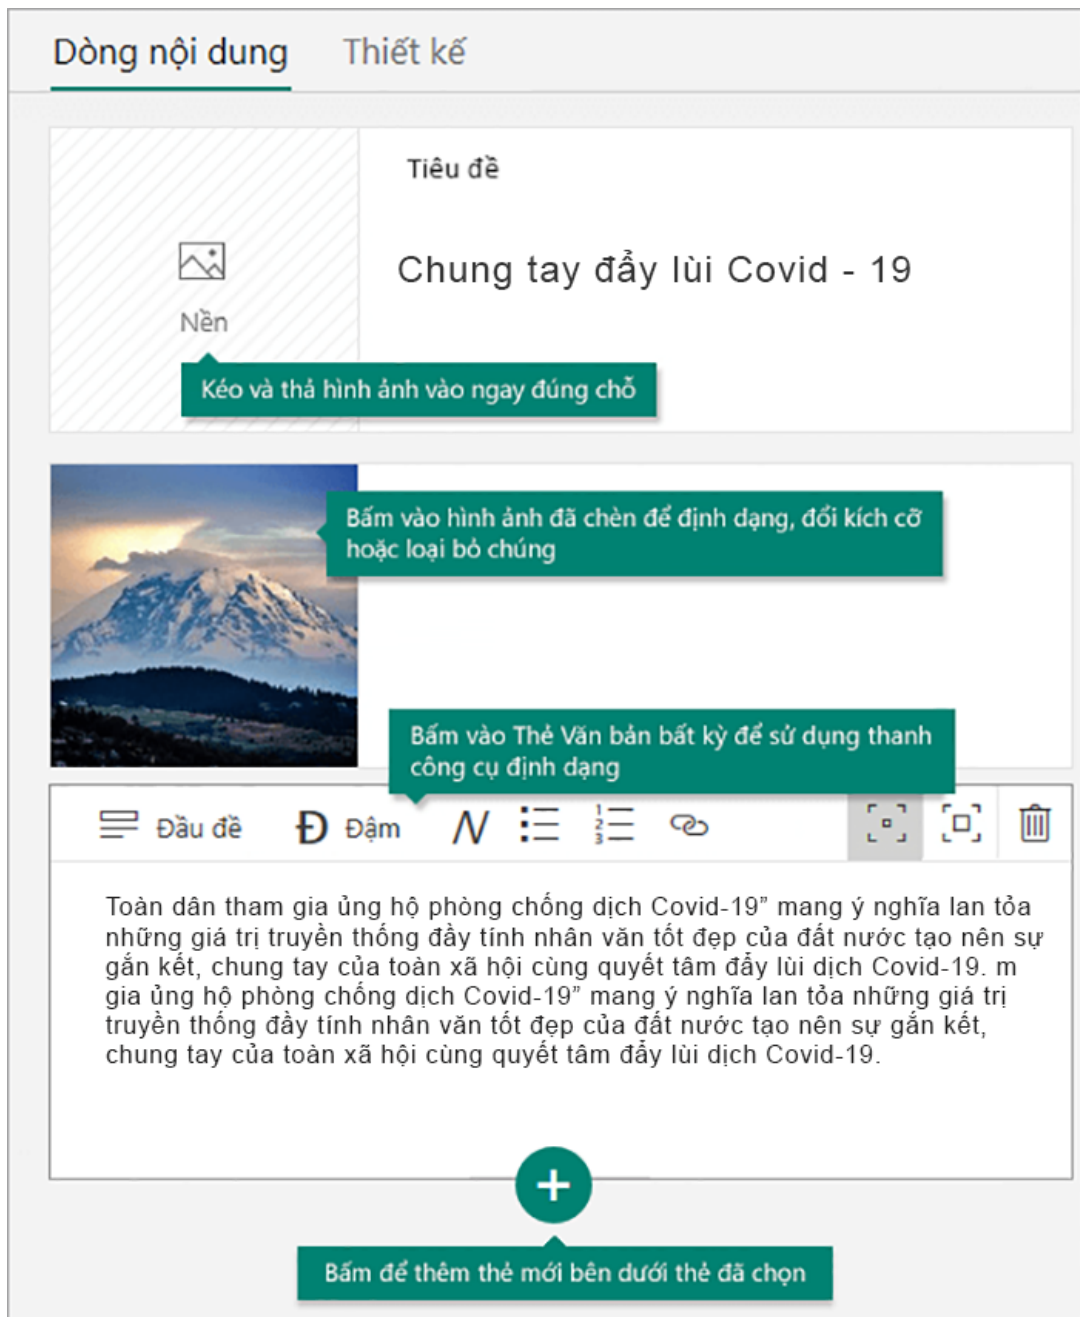 Dòng nội dung
Thiết kế
Tiêu đề
Chung tay đẩy lùi Covid - 19
Nền
Kéo và thả hình ảnh vào ngay đúng chỗ
Bấm vào hình ảnh đã chèn để định dạng, đổi kích cỡ
hoặc loại bỏ chúng
Bấm vào Thẻ Văn bản bất kỳ để sử dụng thanh
công cụ định dạng
Đầu đề
Đ Đậm
N
1
2
3
Toàn dân tham gia ủng hộ phòng chống dịch Covid-19” mang ý nghĩa lan tỏa
những giá trị truyền thống đầy tính nhân văn tốt đẹp của đất nước tạo nên sự
gắn kết, chung tay của toàn xã hội cùng quyết tâm đẩy lùi dịch Covid-19. m
gia ủng hộ phòng chống dịch Covid-19” mang ý nghĩa lan tỏa những giá trị
truyền thống đầy tính nhân văn tốt đẹp của đất nước tạo nên sự gắn kết,
chung tay của toàn xã hội cùng quyết tâm đẩy lùi dịch Covid-19.
Bấm để thêm thẻ mới bên dưới thẻ đã chọn